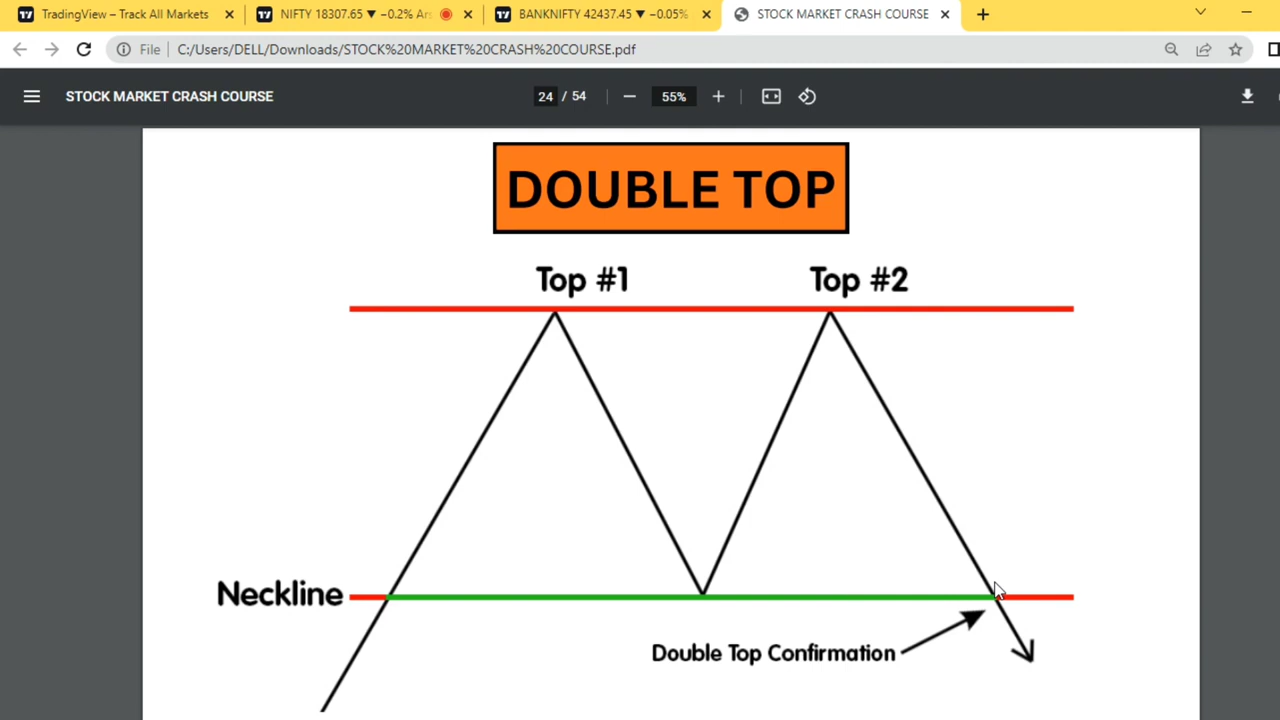 TradingView – Track All Markets
NIFTY 18307.65 ▼ −0.2% An
BANKNIFTY 42437.45 ▼ −0.05%
STOCK MARKET CRASH COURSE
File C:/Users/DELL/Downloads/STOCK%20MARKET%20CRASH%20COURSE.pdf
STOCK MARKET CRASH COURSE
24 / 54
55%
DOUBLE TOP
Top #1
Top #2
Neckline
Double Top Confirmation